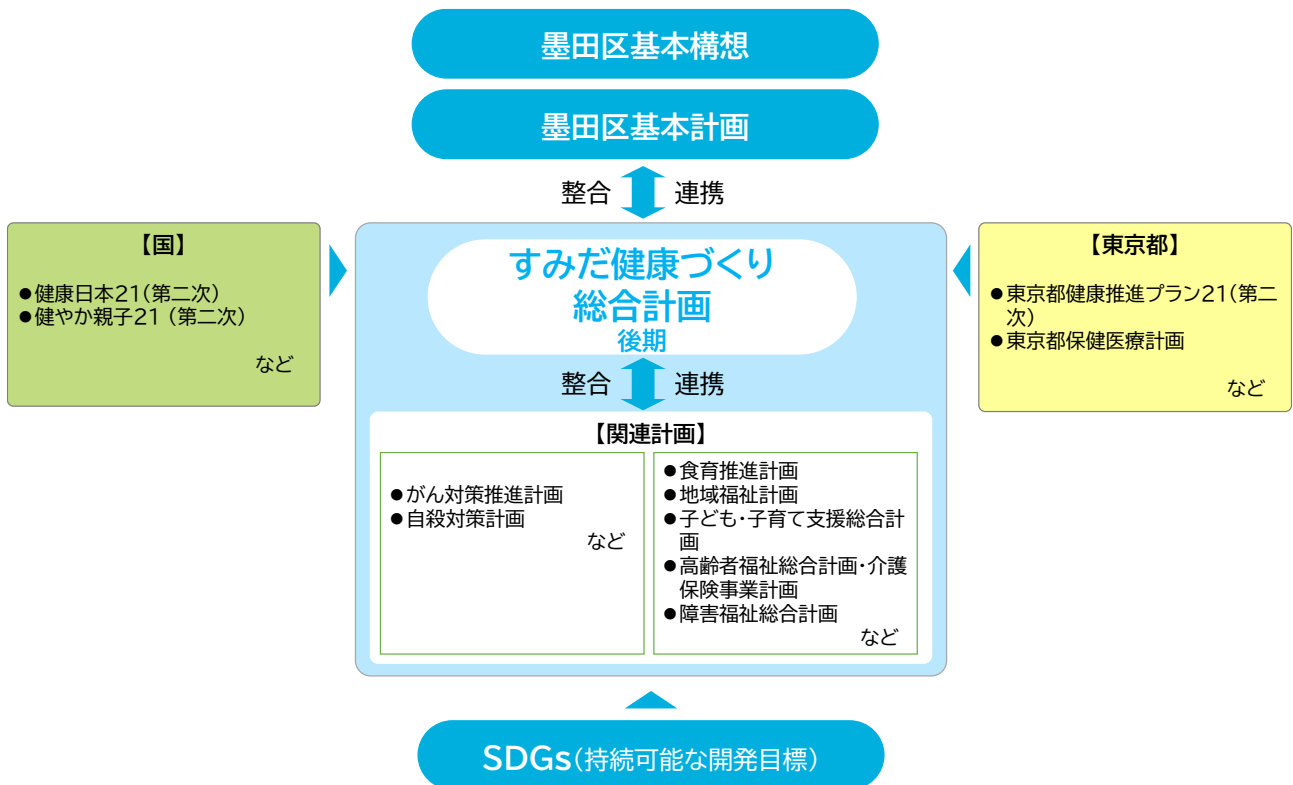 墨田区基本構想
墨田区基本計画
整合 連携
【国】
●健康日本21(第二次)
●健やか親子21 (第二次)
など
すみだ健康づくり
総合計画
後期
【東京都】
●東京都健康推進プラン21(第二
次)
●東京都保健医療計画
など
整合 連携
【関連計画】
●がん対策推進計画
●自殺対策計画
など
●食育推進計画
●地域福祉計画
●子ども・子育て支援総合計
画
●高齢者福祉総合計画・介護
保険事業計画
●障害福祉総合計画
など
SDGs(持続可能な開発目標)